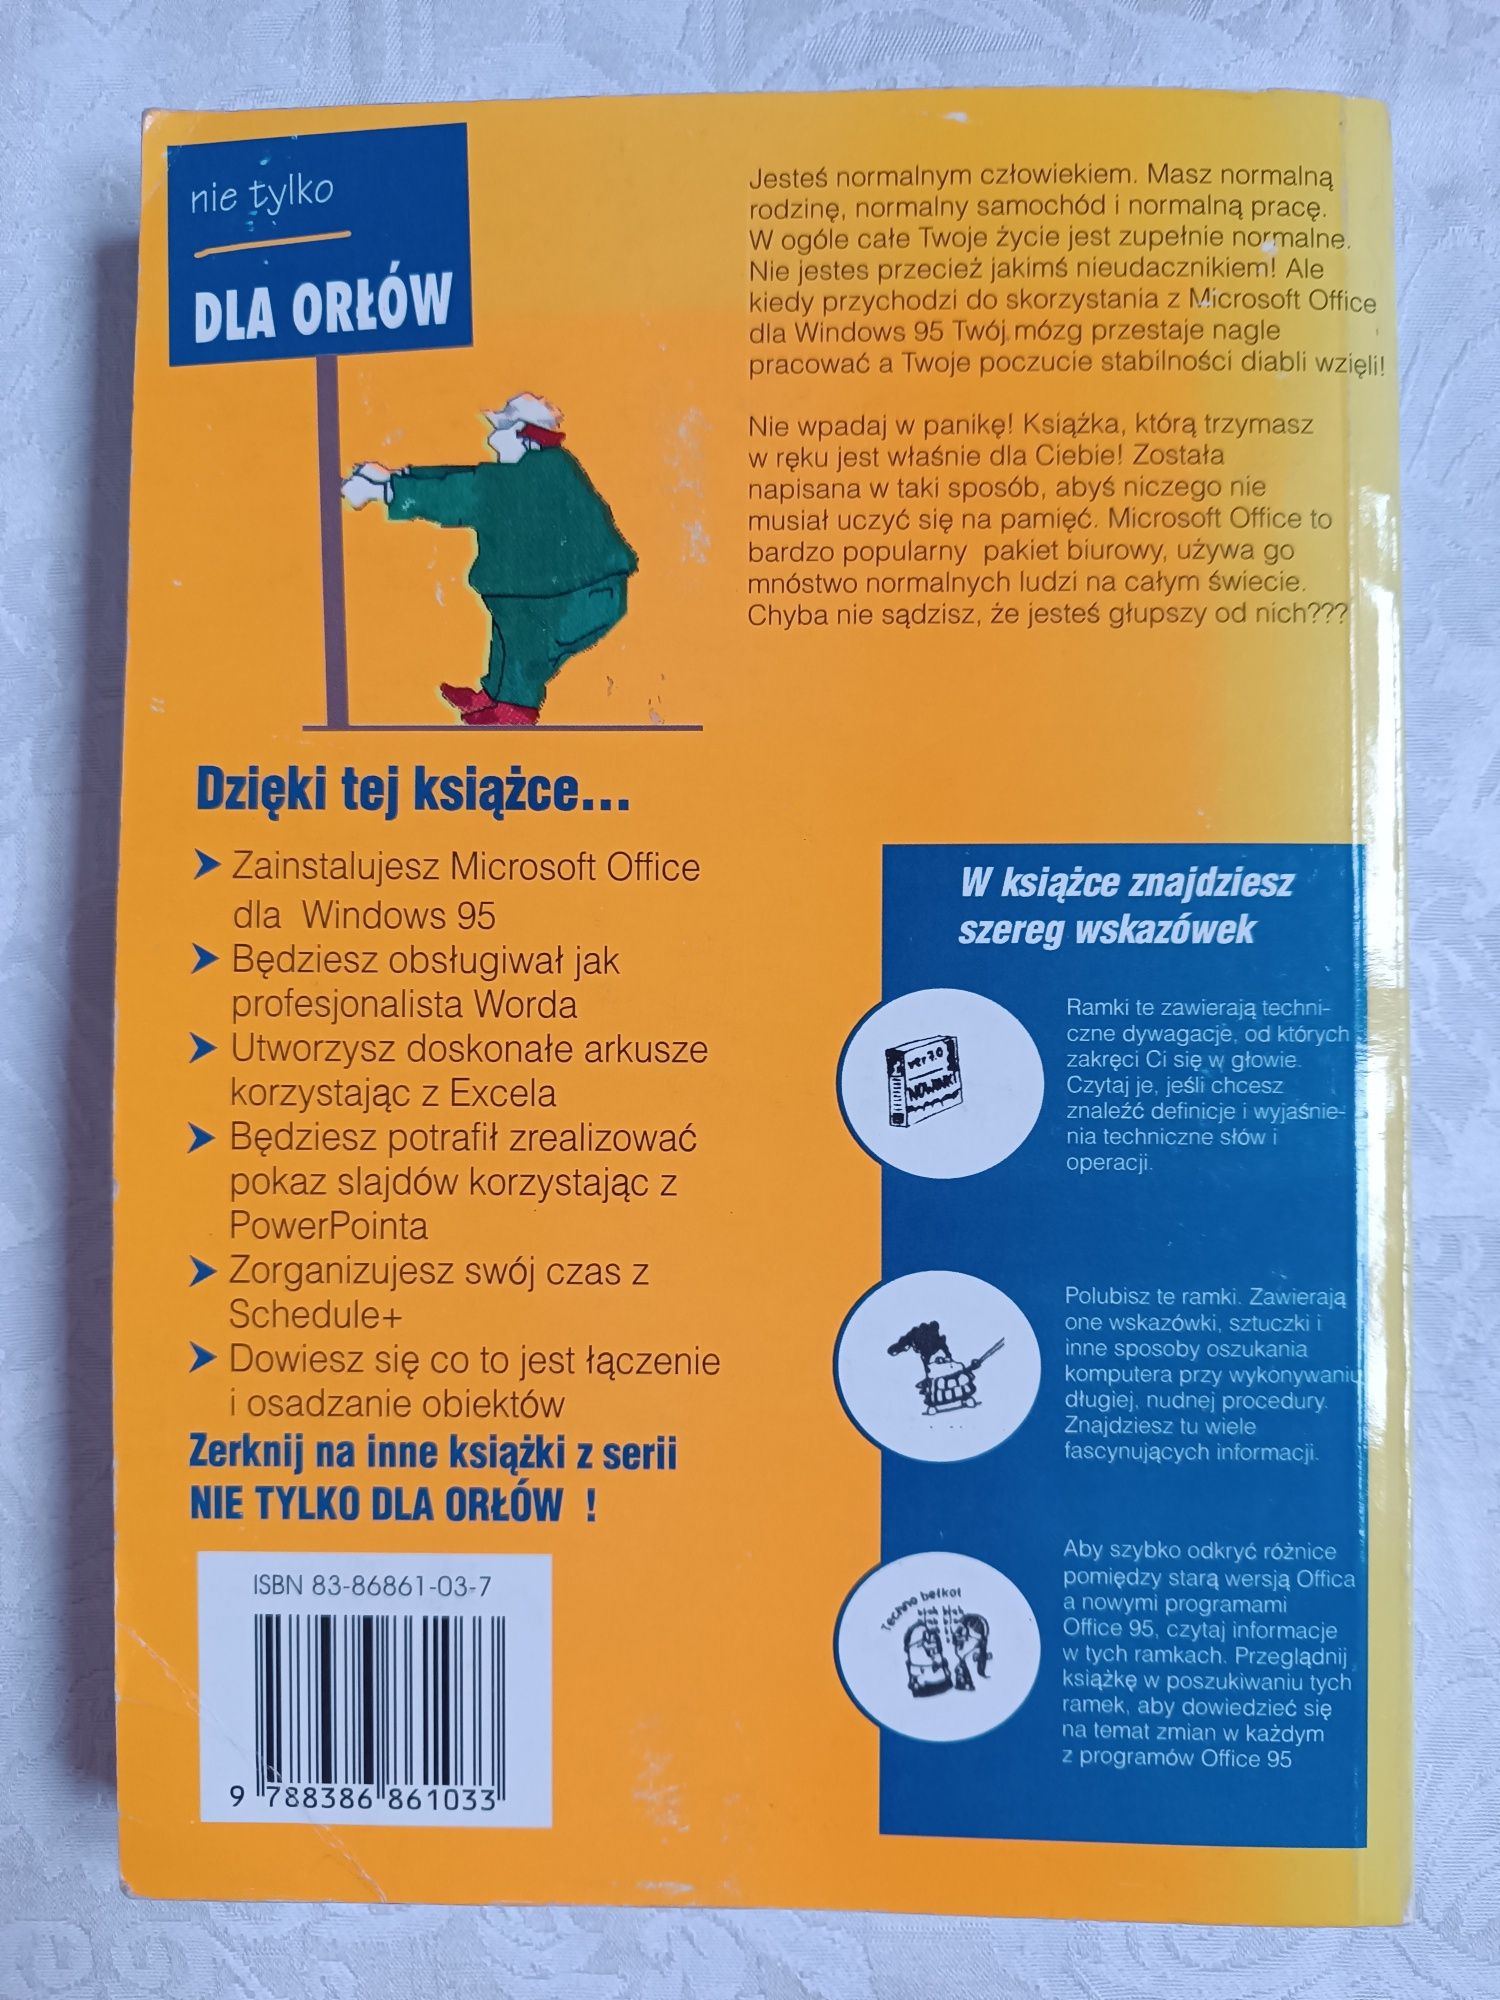 nie tylko
DLA ORŁÓW
Jesteś normalnym człowiekiem. Masz normalną
rodzinę, normalny samochód i normalną pracę.
W ogóle całe Twoje życie jest zupełnie normalne.
Nie jestes przecież jakimś nieudacznikiem! Ale
kiedy przychodzi do skorzystania z Microsoft Office
dla Windows 95 Twój mózg przestaje nagle
pracować a Twoje poczucie stabilności diabli wzięli!
Nie wpadaj w panikę! Książka, którą trzymasz
w ręku jest właśnie dla Ciebie! Została
napisana w taki sposób, abyś niczego nie
musiał uczyć się na pamięć. Microsoft Office to
bardzo popularny pakiet biurowy, używa go
mnóstwo normalnych ludzi na całym świecie.
Chyba nie sądzisz, że jesteś głupszy od nich???
Dzięki tej książce...
➤ Zainstalujesz Microsoft Office
dla Windows 95
➤ Będziesz obsługiwał jak
profesjonalista Worda
➤ Utworzysz doskonałe arkusze
korzystając z Excela
➤ Będziesz potrafił zrealizować
pokaz slajdów korzystając z
PowerPointa
➤ Zorganizujesz swój czas z
Schedule+
➤ Dowiesz się co to jest łączenie
i osadzanie obiektów
Zerknij na inne książki z serii
NIE TYLKO DLA ORŁÓW !
ISBN 83-86861-03-7
9 788386 861033
W książce znajdziesz
szereg wskazówek
ver 7.0
NOWINKI
Ramki te zawierają techni-
czne dywagacje, od których
zakręci Ci się w głowie.
Czytaj je, jeśli chcesz
znaleźć definicje i wyjaśnie-
nia techniczne słów i
operacji.
Polubisz te ramki. Zawierają
one wskazówki, sztuczki i
inne sposoby oszukania
komputera przy wykonywaniu
długiej, nudnej procedury.
Znajdziesz tu wiele
fascynujących informacji.
Techno bełkot
Aby szybko odkryć różnice
pomiędzy starą wersją Offica
a nowymi programami
Office 95, czytaj informacje
w tych ramkach. Przeglądnij
książkę w poszukiwaniu tych
ramek, aby dowiedzieć się
na temat zmian w każdym
z programów Office 95